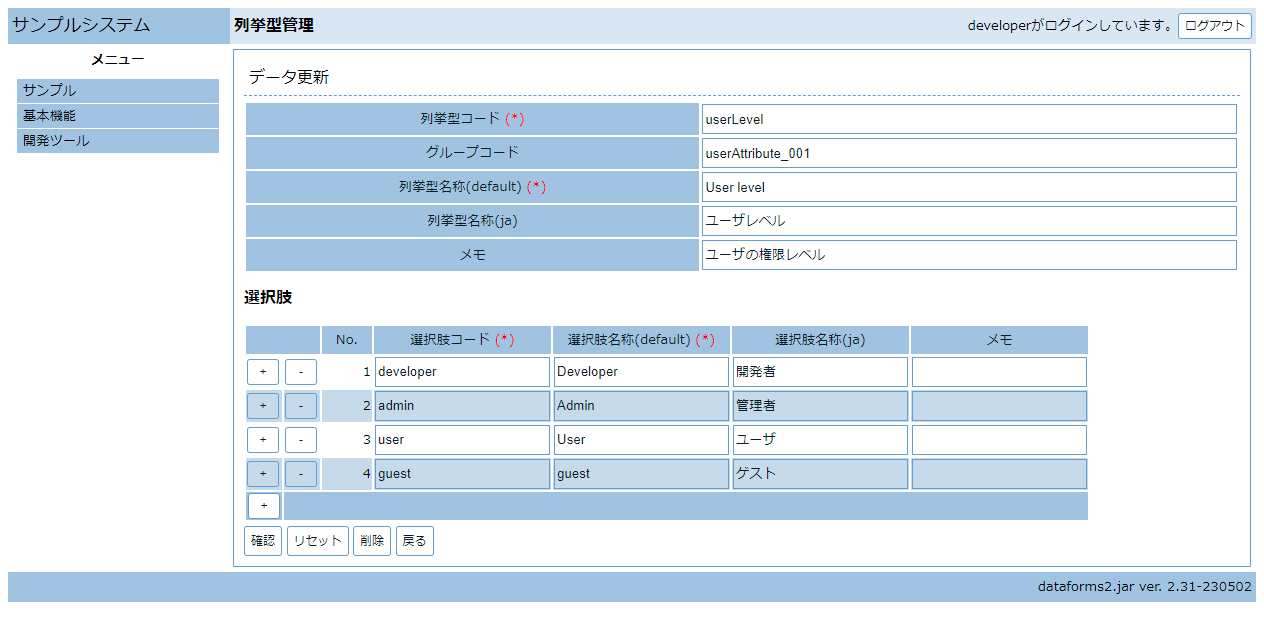 サンプルシステム 列挙型管理 developerがログインしています。 ログアウト
メニュー
サンプル
基本機能
開発ツール
データ更新
列挙型コード (*) userLevel
グループコード userAttribute_001
列挙型名称(default) (*) User level
列挙型名称(ja) ユーザレベル
メモ ユーザの権限レベル
選択肢
No. 選択肢コード (*) 選択肢名称(default) (*) 選択肢名称(ja) メモ
+ - 1 developer Developer 開発者
+ - 2 admin Admin 管理者
+ - 3 user User ユーザ
+ - 4 guest guest ゲスト
+
確認 リセット 削除 戻る
dataforms2.jar ver. 2.31-230502